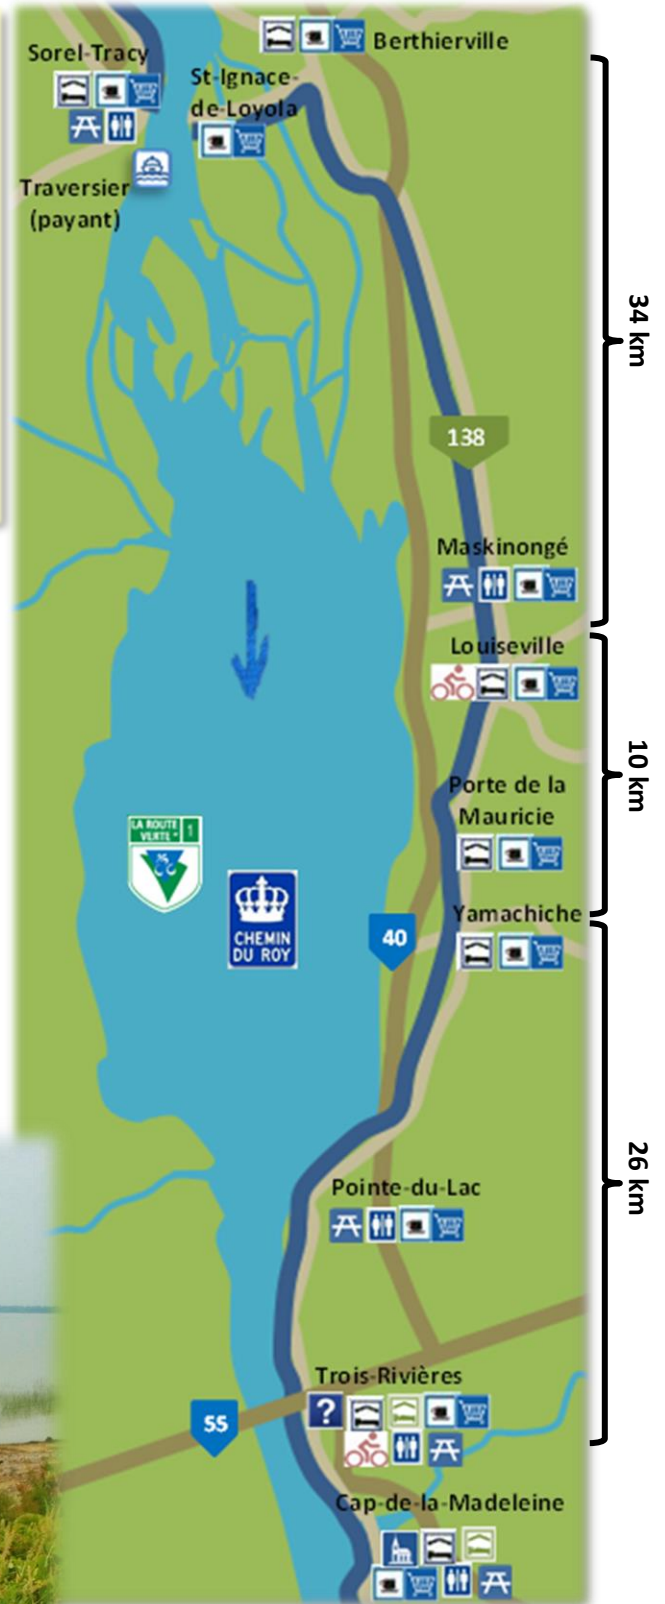 Berthierville
Sorel-Tracy
St-Ignace-
de-Loyola
Traversier
(payant)
34 km
138
Maskinongé
Louiseville
10 km
Porte de la
Mauricie
LA ROUTE
VERTE 1
CHEMIN
DU ROY
Yamachiche
40
26 km
Pointe-du-Lac
Trois-Rivières
?
55
Cap-de-la-Madeleine